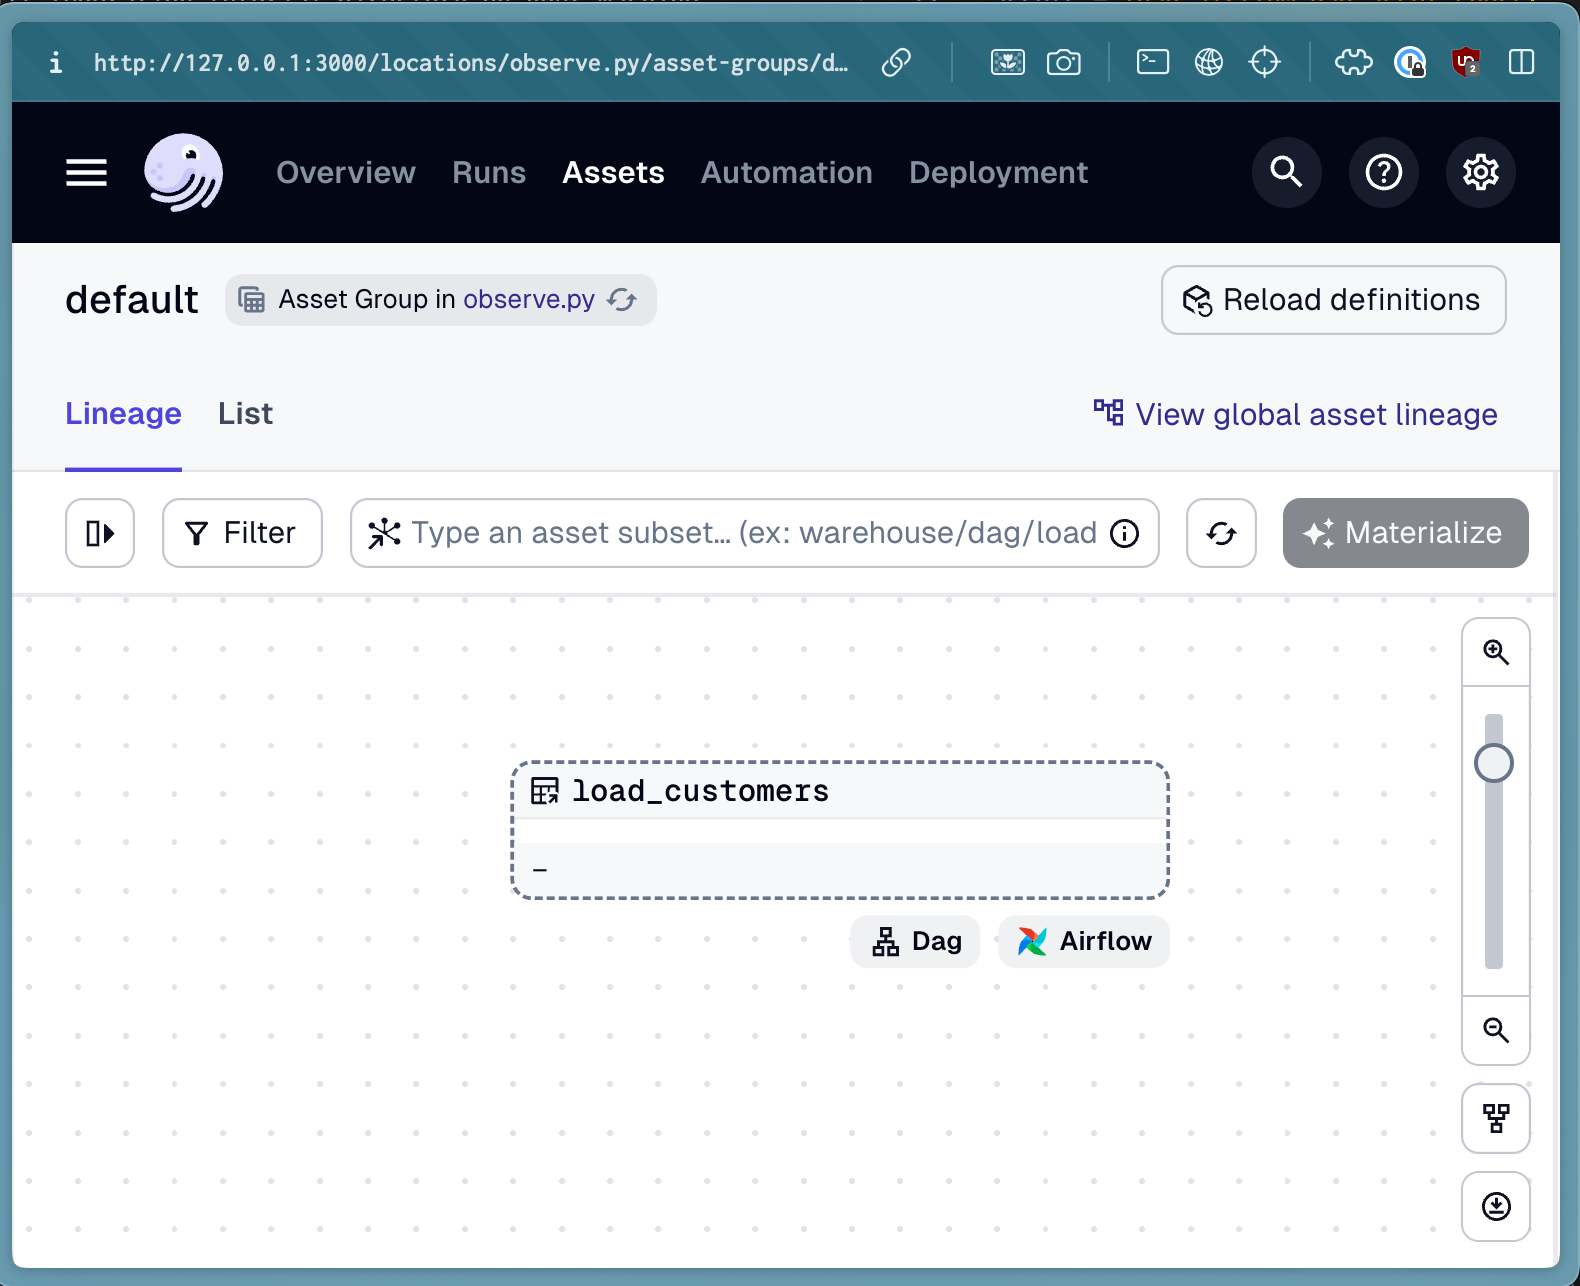 http://127.0.0.1:3000/locations/observe.py/asset-groups/d…
Overview Runs Assets Automation Deployment
default Asset Group in observe.py Reload definitions
Lineage List View global asset lineage
Filter Type an asset subset… (ex: warehouse/dag/load Materialize
load_customers
–
Dag Airflow